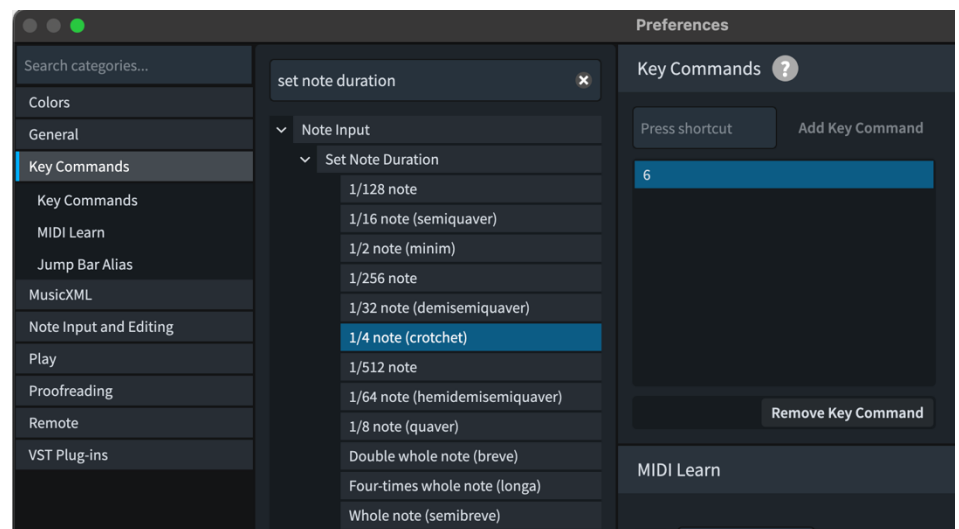 Preferences
Search categories...
Colors
General
Key Commands
Key Commands
MIDI Learn
Jump Bar Alias
MusicXML
Note Input and Editing
Play
Proofreading
Remote
VST Plug-ins
set note duration
Note Input
Set Note Duration
1/128 note
1/16 note (semiquaver)
1/2 note (minim)
1/256 note
1/32 note (demisemiquaver)
1/4 note (crotchet)
1/512 note
1/64 note (hemidemisemiquaver)
1/8 note (quaver)
Double whole note (breve)
Four-times whole note (longa)
Whole note (semibreve)
Key Commands ?
Press shortcut Add Key Command
6
Remove Key Command
MIDI Learn